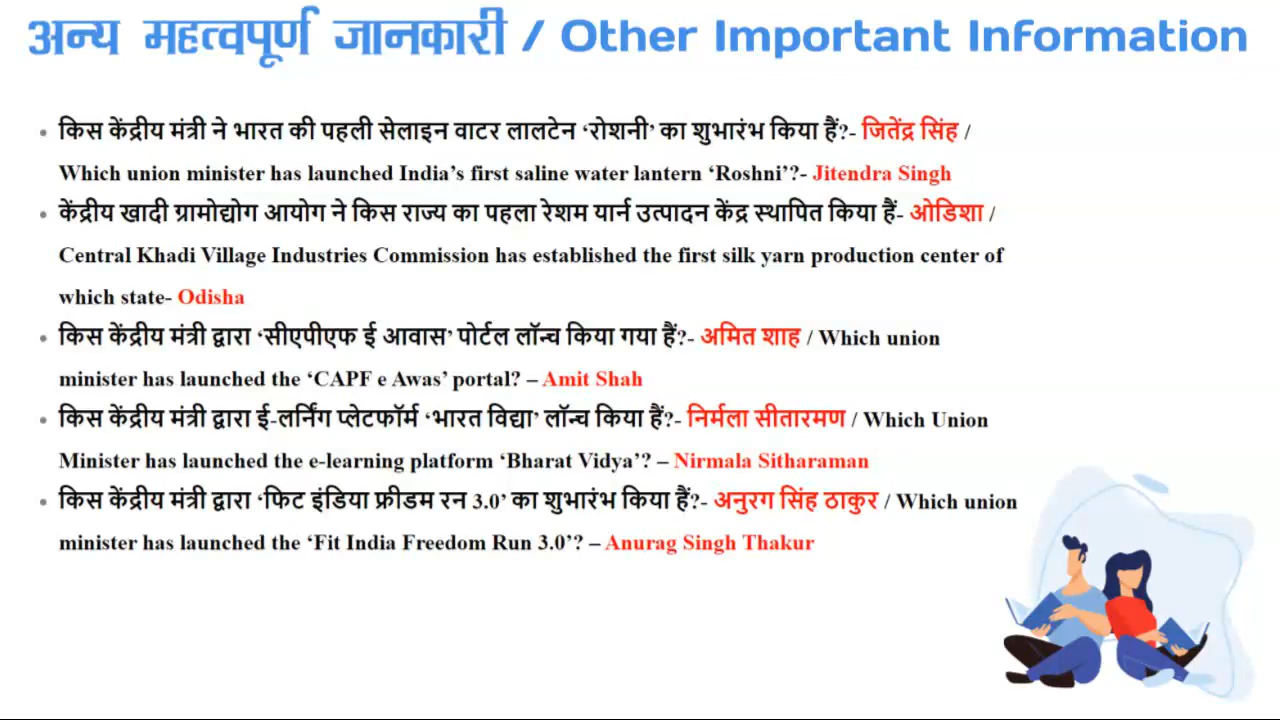 अन्य महत्वपूर्ण जानकारी / Other Important Information
• किस केंद्रीय मंत्री ने भारत की पहली सेलाइन वाटर लालटेन ‘रोशनी’ का शुभारंभ किया हैं?- जितेंद्र सिंह /
Which union minister has launched India’s first saline water lantern ‘Roshni’?- Jitendra Singh
• केंद्रीय खादी ग्रामोद्योग आयोग ने किस राज्य का पहला रेशम यार्न उत्पादन केंद्र स्थापित किया हैं- ओडिशा /
Central Khadi Village Industries Commission has established the first silk yarn production center of
which state- Odisha
• किस केंद्रीय मंत्री द्वारा ‘सीएपीएफ ई आवास’ पोर्टल लॉन्च किया गया हैं?- अमित शाह / Which union
minister has launched the ‘CAPF e Awas’ portal? – Amit Shah
• किस केंद्रीय मंत्री द्वारा ई-लर्निंग प्लेटफॉर्म ‘भारत विद्या’ लॉन्च किया हैं?- निर्मला सीतारमण / Which Union
Minister has launched the e-learning platform ‘Bharat Vidya’? – Nirmala Sitharaman
• किस केंद्रीय मंत्री द्वारा ‘फिट इंडिया फ्रीडम रन 3.0’ का शुभारंभ किया हैं?- अनुरग सिंह ठाकुर / Which union
minister has launched the ‘Fit India Freedom Run 3.0’? – Anurag Singh Thakur